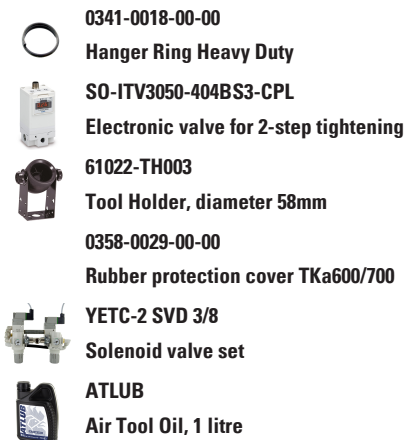 0341-0018-00-00
Hanger Ring Heavy Duty
SO-ITV3050-404BS3-CPL
Electronic valve for 2-step tightening
61022-TH003
Tool Holder, diameter 58mm
0358-0029-00-00
Rubber protection cover TKa600/700
YETC-2 SVD 3/8
Solenoid valve set
ATLUB
ATLUB
Air Tool Oil, 1 litre